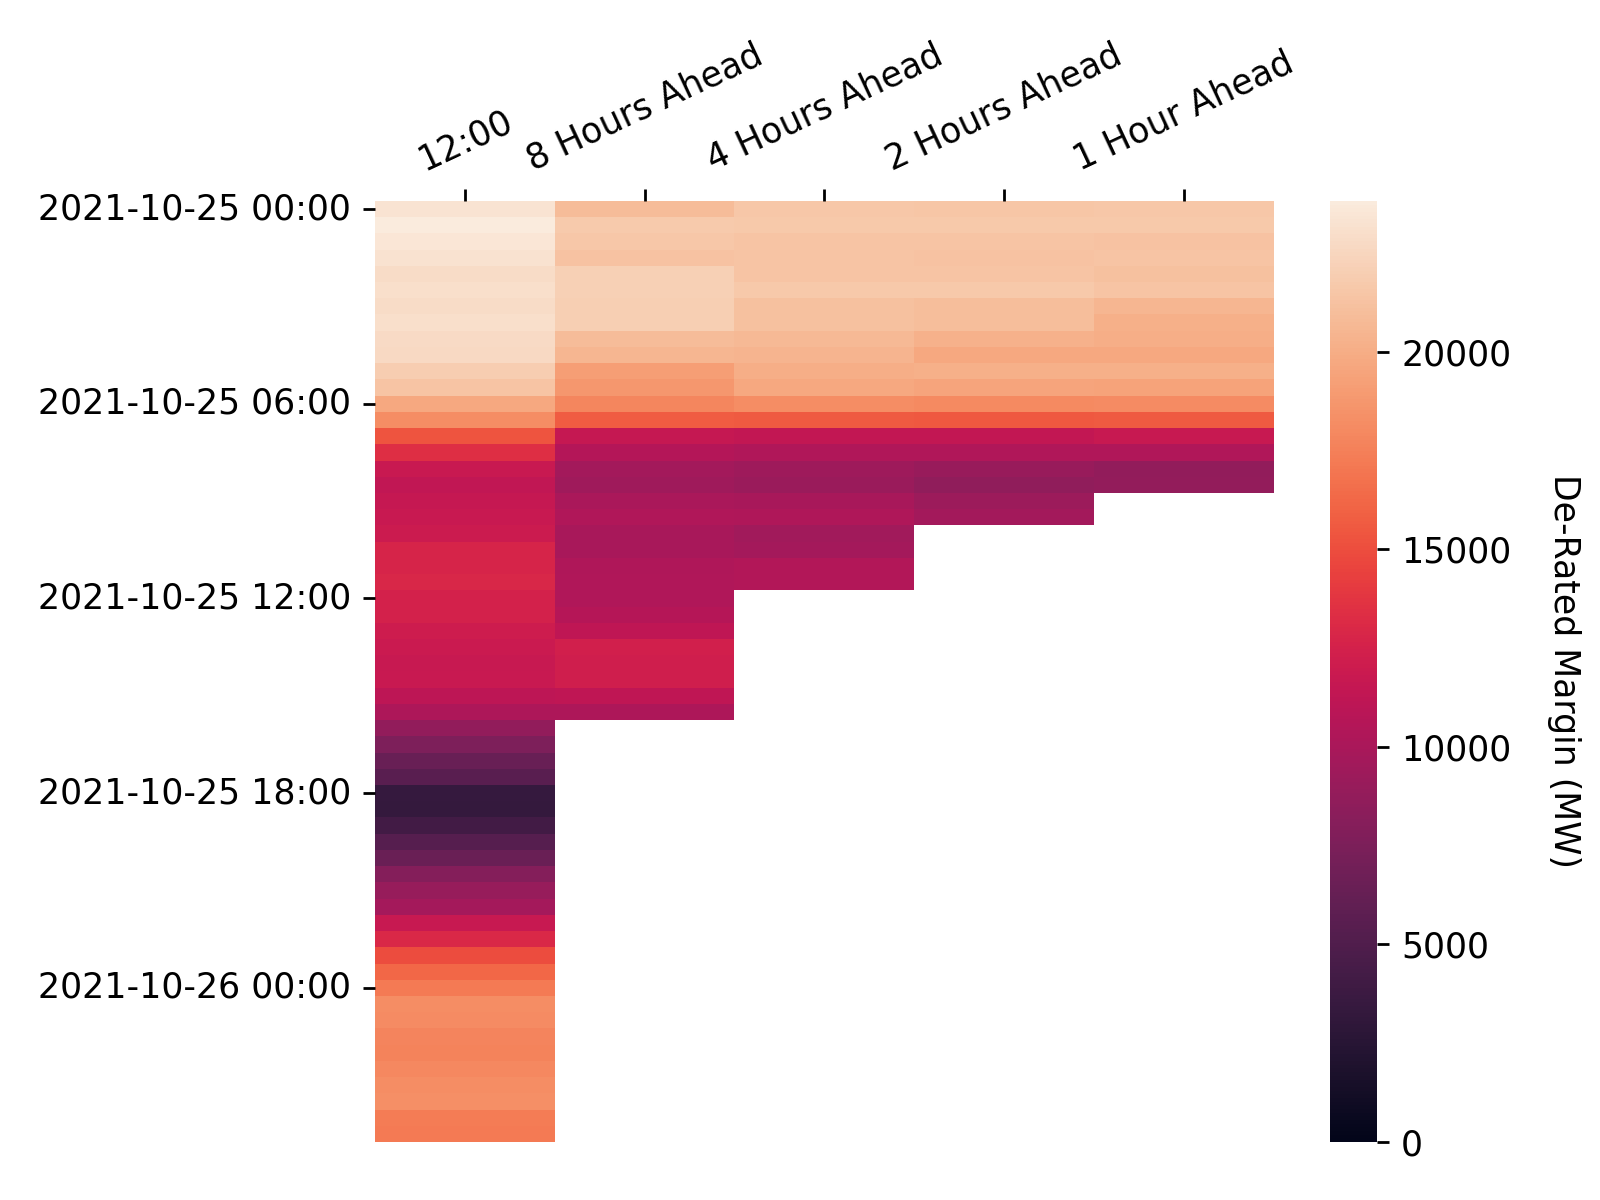 12:00
8 Hours Ahead
4 Hours Ahead
2 Hours Ahead
1 Hour Ahead
2021-10-25 00:00
2021-10-25 06:00
2021-10-25 12:00
2021-10-25 18:00
2021-10-26 00:00
20000
15000
10000
5000
0
De-Rated Margin (MW)